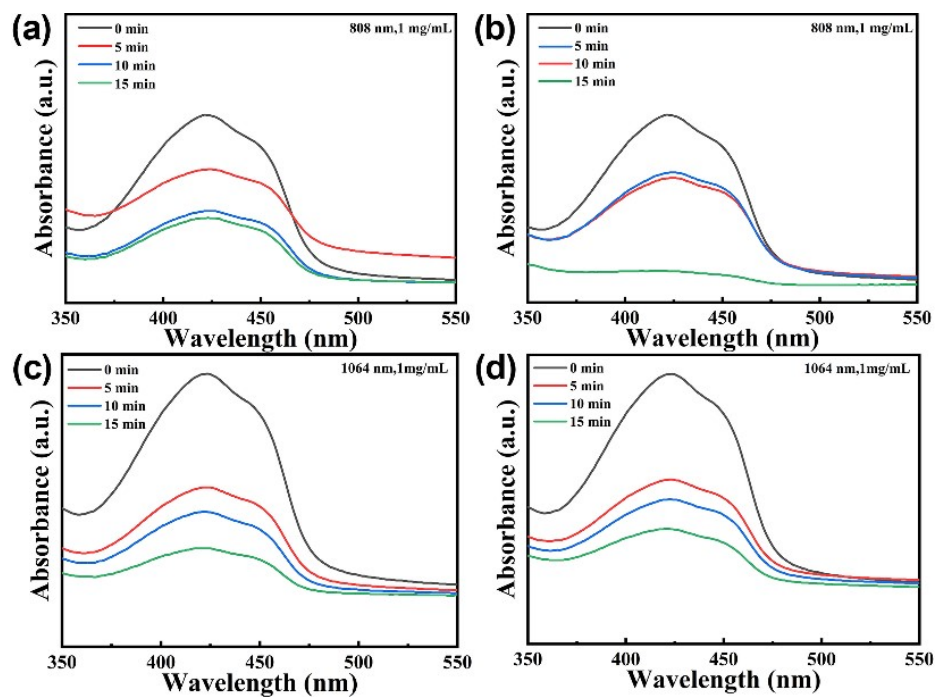 (a)
808 nm,1 mg/mL
0 min
5 min
10 min
15 min
Absorbance (a.u.)
350 400 450 500 550
Wavelength (nm)
(b)
808 nm,1 mg/mL
0 min
5 min
10 min
15 min
Absorbance (a.u.)
350 400 450 500 550
Wavelength (nm)
(c)
1064 nm,1mg/mL
0 min
5 min
10 min
15 min
Absorbance (a.u.)
350 400 450 500 550
Wavelength (nm)
(d)
1064 nm,1mg/mL
0 min
5 min
10 min
15 min
Absorbance (a.u.)
350 400 450 500 550
Wavelength (nm)